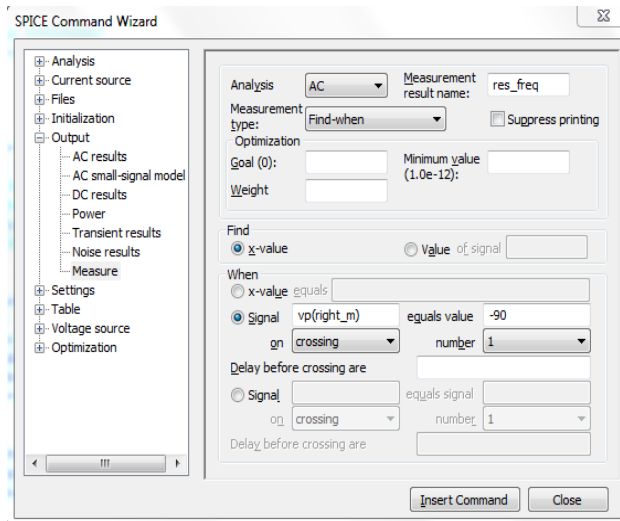 SPICE Command Wizard
Analysis
Current source
Files
Initialization
Output
AC results
AC small-signal model
DC results
Power
Transient results
Noise results
Measure
Settings
Table
Voltage source
Optimization
Analysis AC Measurement result name: res_freq
Measurement type: Find-when Suppress printing
Optimization
Goal (0): Minimum value (1.0e-12):
Weight
Find
x-value Value of signal
When
x-value equals
Signal vp(right_m) equals value -90
on crossing number 1
Delay before crossing are
Signal equals signal
on crossing number 1
Delay before crossing are
Insert Command Close